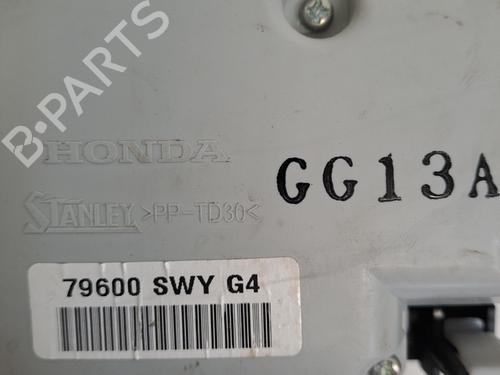 B-PARTS
HONDA
GG13A
STANLEY >PP-TD30<
79600 SWY G4